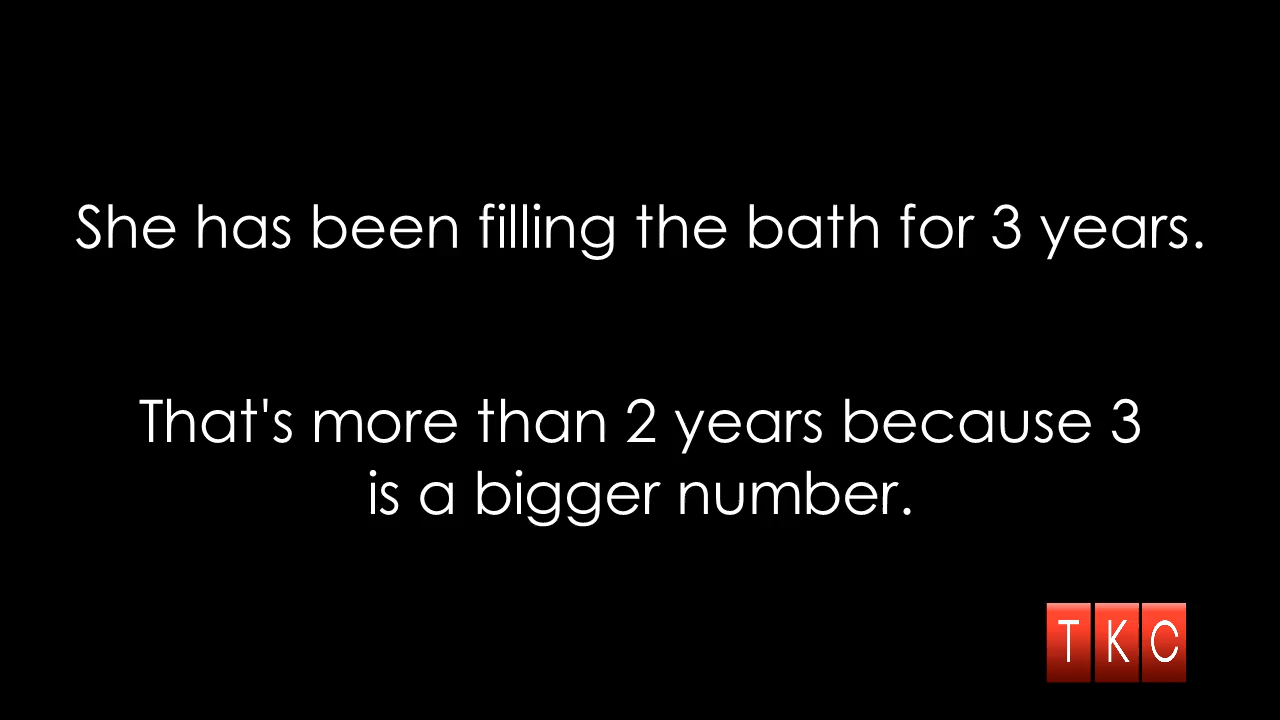 She has been filling the bath for 3 years.
That's more than 2 years because 3
is a bigger number.
TKC